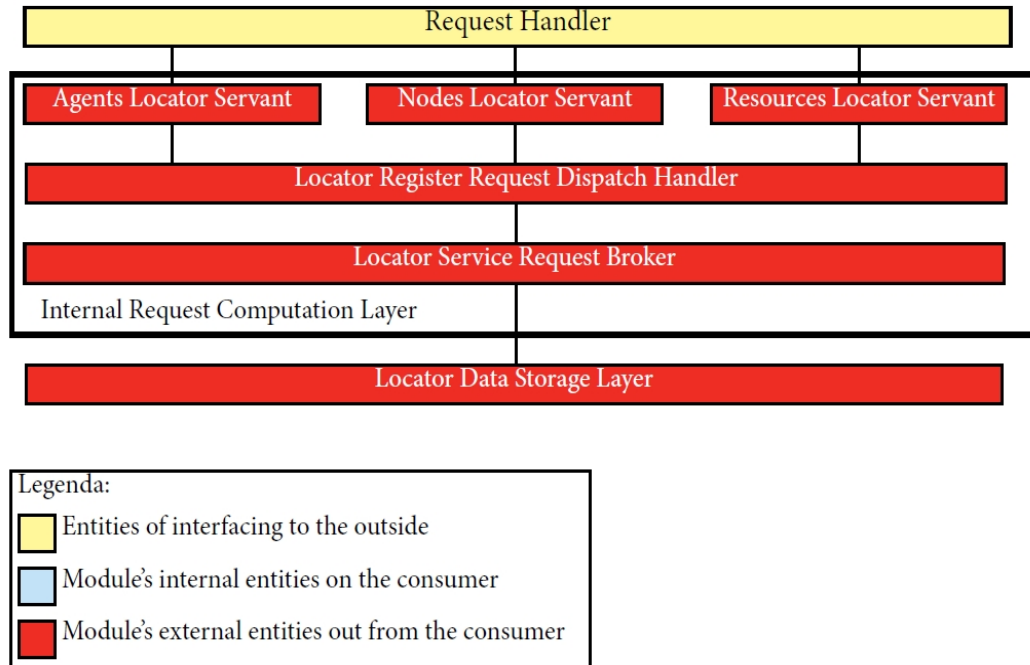 Request Handler
Agents Locator Servant
Nodes Locator Servant
Resources Locator Servant
Locator Register Request Dispatch Handler
Locator Service Request Broker
Internal Request Computation Layer
Locator Data Storage Layer
Legenda:
Entities of interfacing to the outside
Module's internal entities on the consumer
Module's external entities out from the consumer